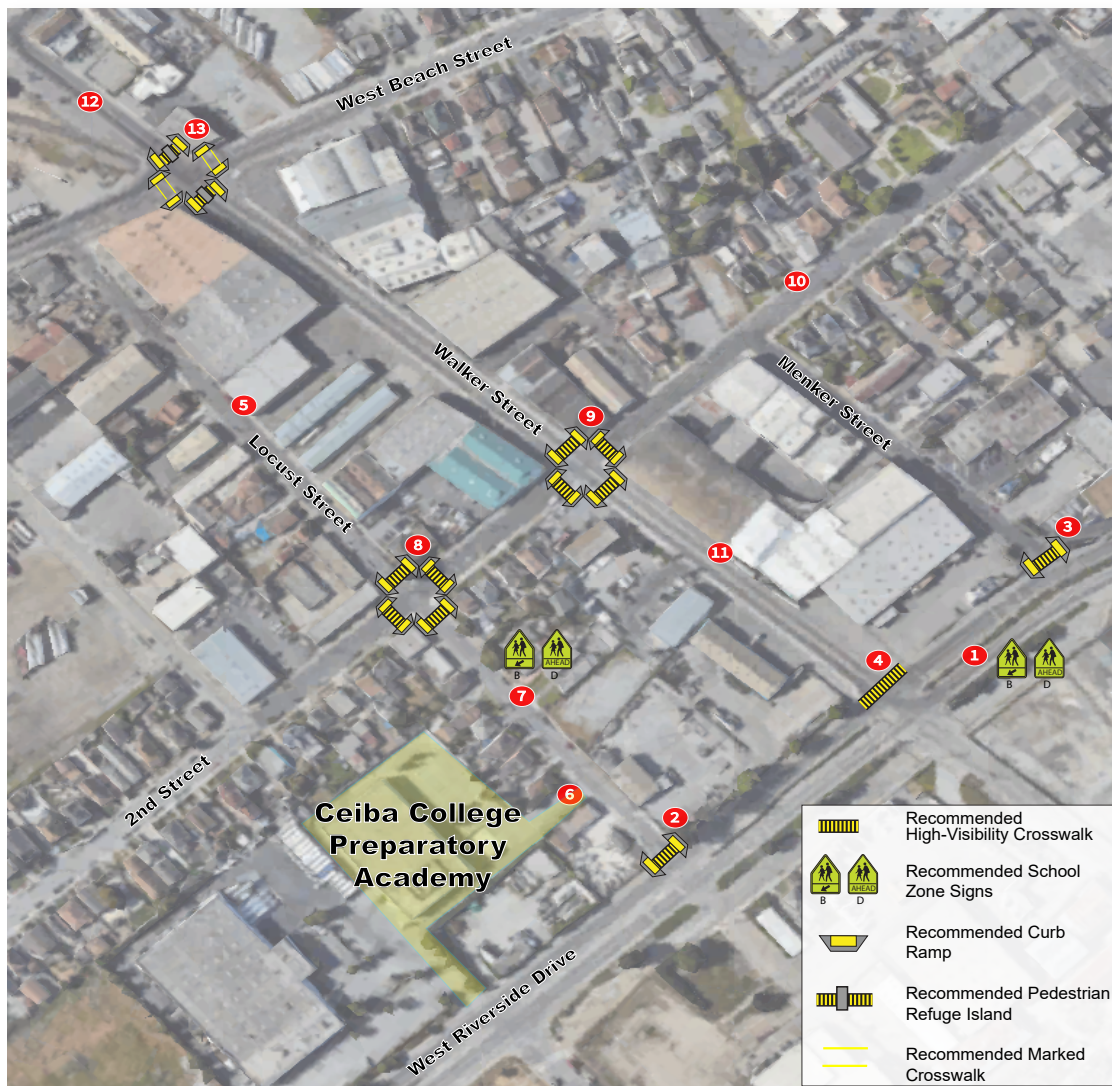 West Beach Street
12
13
10
Walker Street
Menker Street
5
9
Locust Street
3
8
11
1
4
B
AHEAD
D
B
AHEAD
D
7
2nd Street
6
2
Ceiba College
Preparatory
Academy
West Riverside Drive
Recommended
High-Visibility Crosswalk
AHEAD
B
D
Recommended School
Zone Signs
Recommended Curb
Ramp
Recommended Pedestrian
Refuge Island
Recommended Marked
Crosswalk